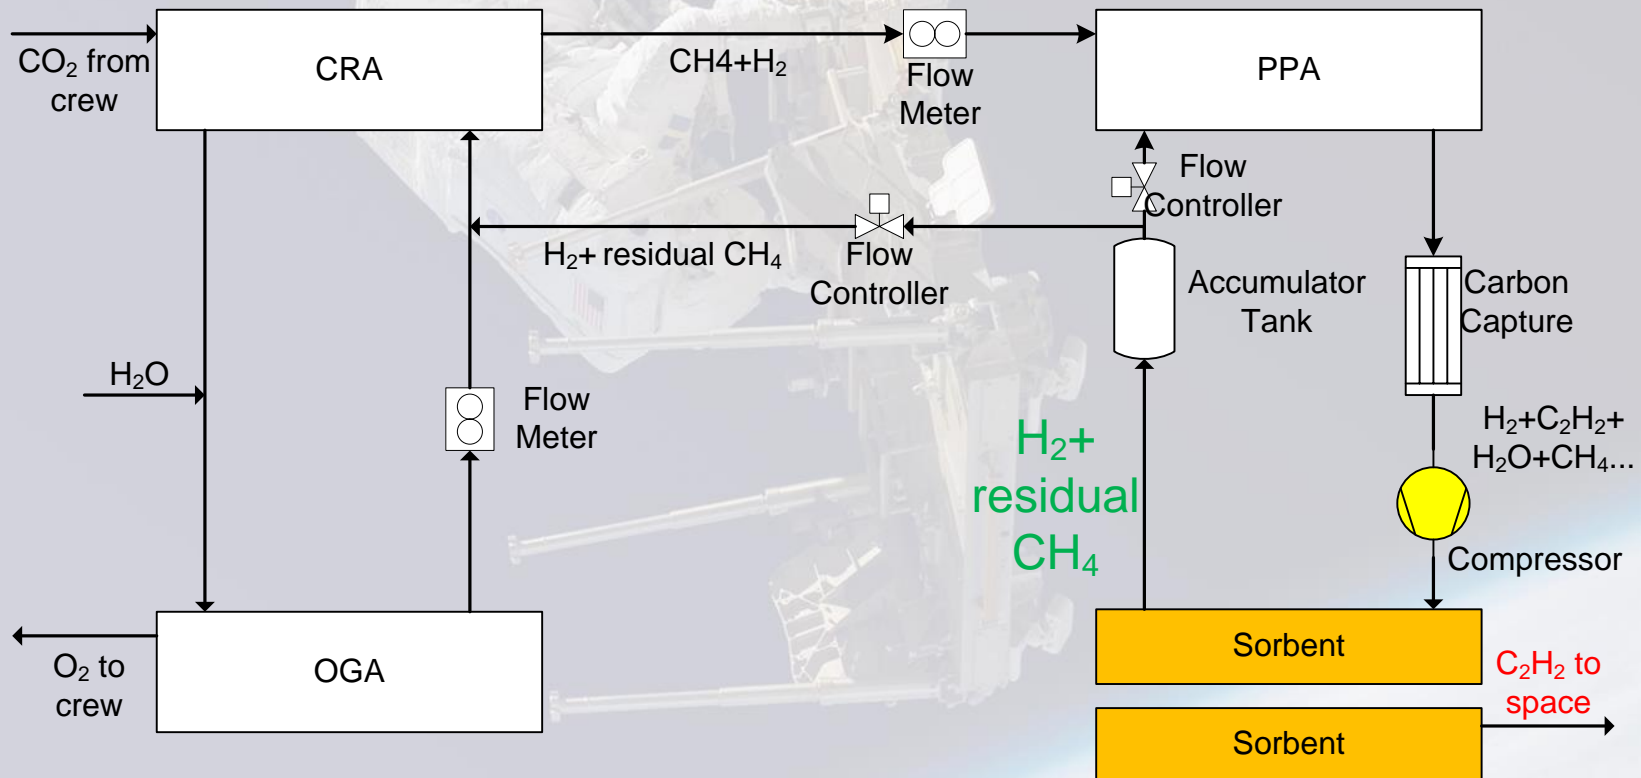 CO₂ from
crew
CRA
CH4+H₂
Flow
Meter
PPA
Flow
Controller
H₂+ residual CH₄
Flow
Controller
Accumulator
Tank
Carbon
Capture
H₂O
Flow
Meter
H₂+
residual
CH₄
H₂+C₂H₂+
H₂O+CH₄...
Compressor
O₂ to
crew
OGA
Sorbent
C₂H₂ to
space
Sorbent